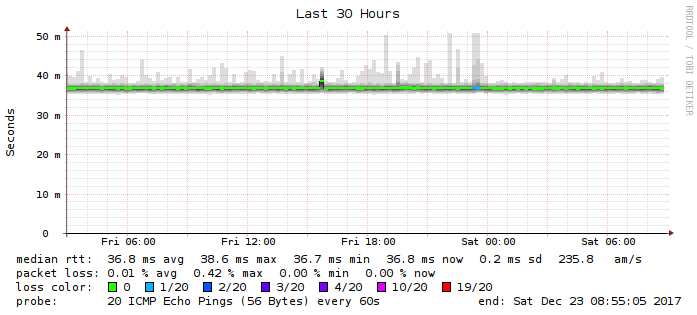 Last 30 Hours
RRDTOOL / TOBI OETIKER
Seconds
50 m
40 m
30 m
20 m
10 m
0
Fri 06:00 Fri 12:00 Fri 18:00 Sat 00:00 Sat 06:00
median rtt: 36.8 ms avg 38.6 ms max 36.7 ms min 36.8 ms now 0.2 ms sd 235.8 am/s
packet loss: 0.01 % avg 0.42 % max 0.00 % min 0.00 % now
loss color: 0 1/20 2/20 3/20 4/20 10/20 19/20
probe: 20 ICMP Echo Pings (56 Bytes) every 60s end: Sat Dec 23 08:55:05 2017